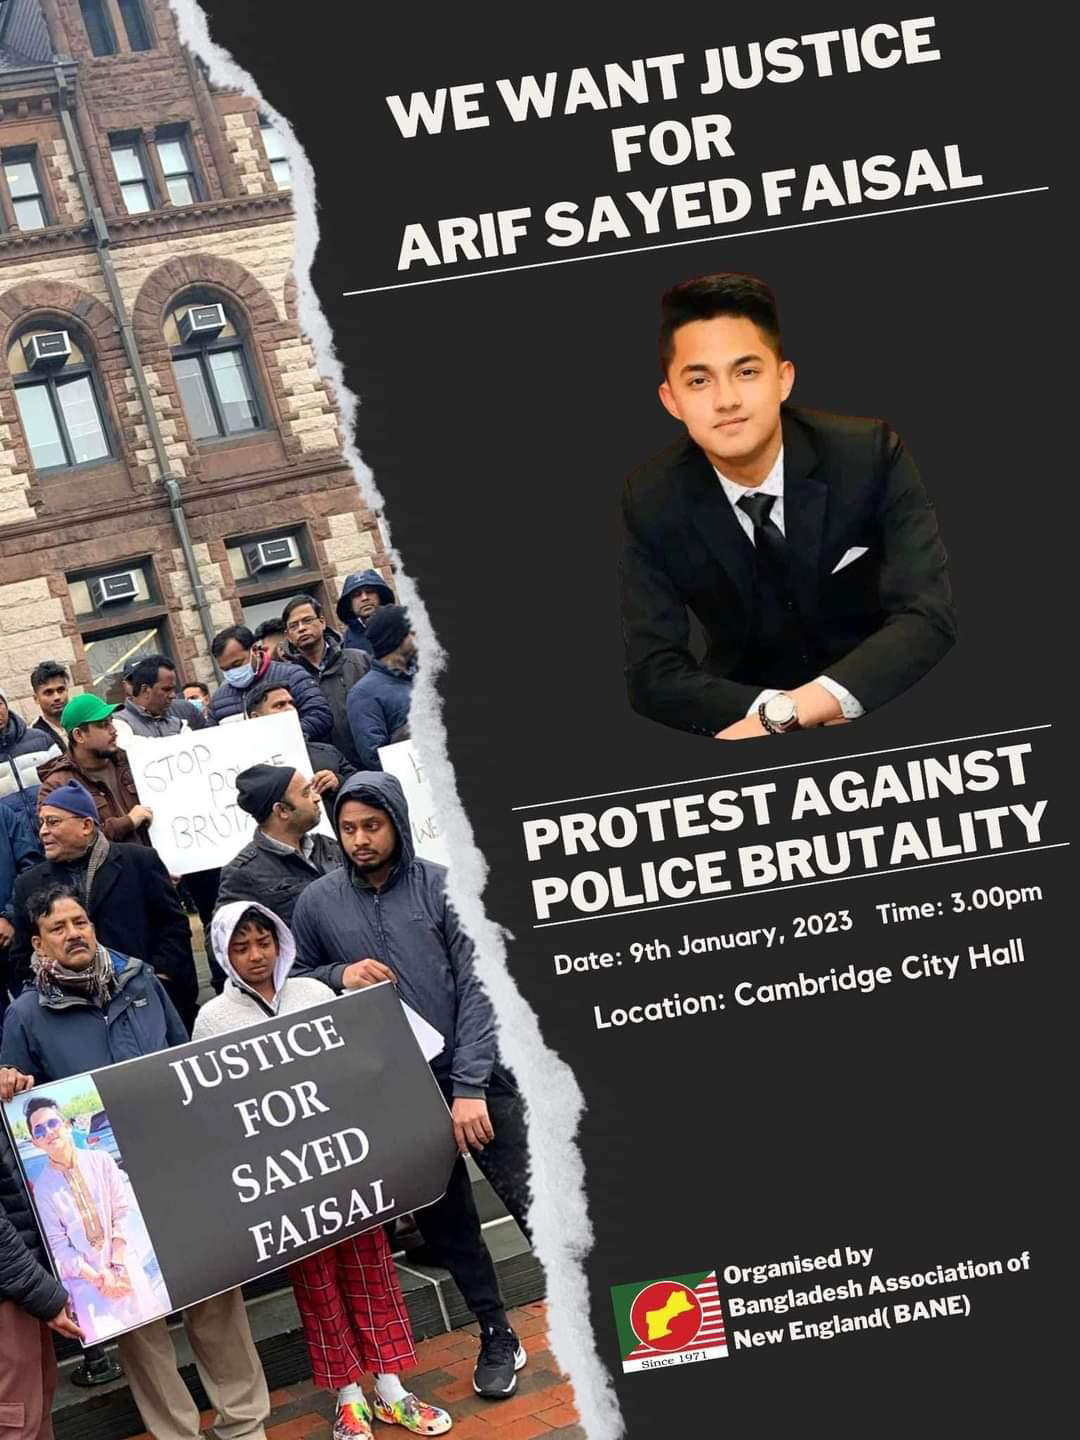 WE WANT JUSTICE
FOR
ARIF SAYED FAISAL
PROTEST AGAINST
POLICE BRUTALITY
Date: 9th January, 2023 Time: 3.00pm
Location: Cambridge City Hall
STOP
POLICE
BRUTA
WE
JUSTICE
FOR
SAYED
FAISAL
Organised by
Bangladesh Association of
New England( BANE)
Since 1971